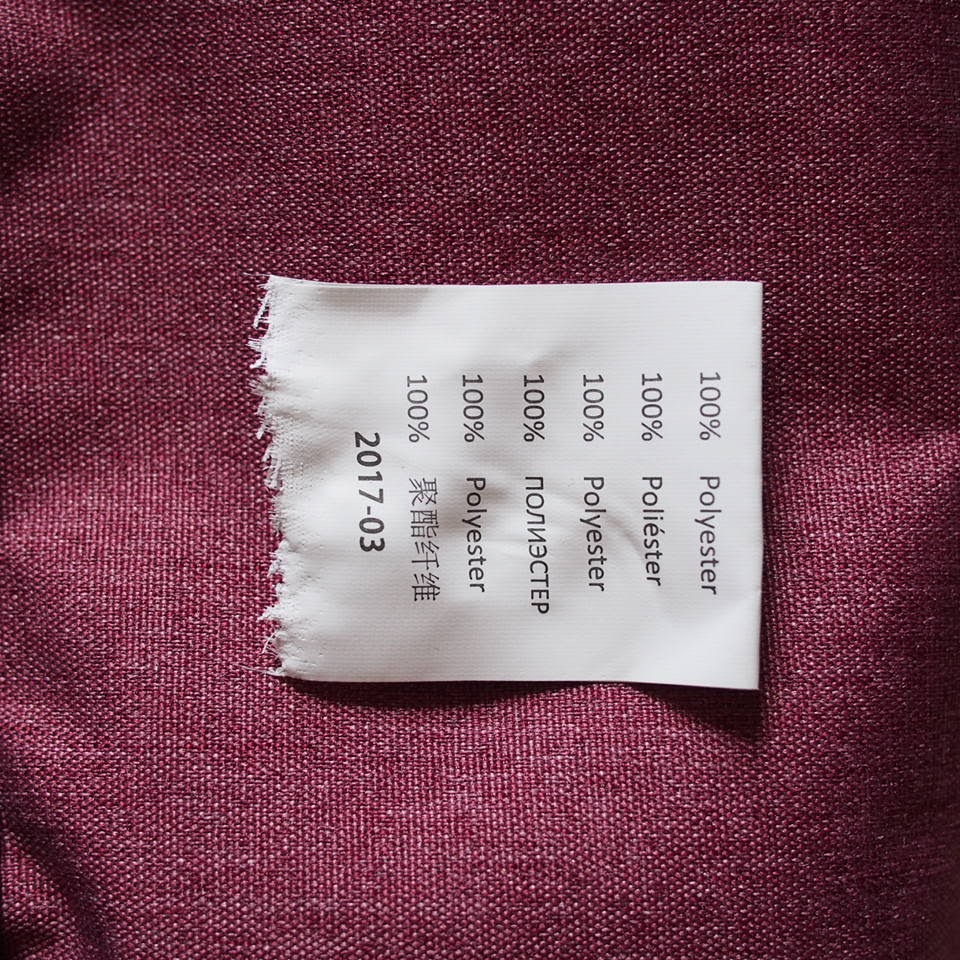 100% Polyester
100% Poliéster
100% Polyester
100% ПОЛИЭСТЕР
100% Polyester
100% 聚酯纤维
2017-03